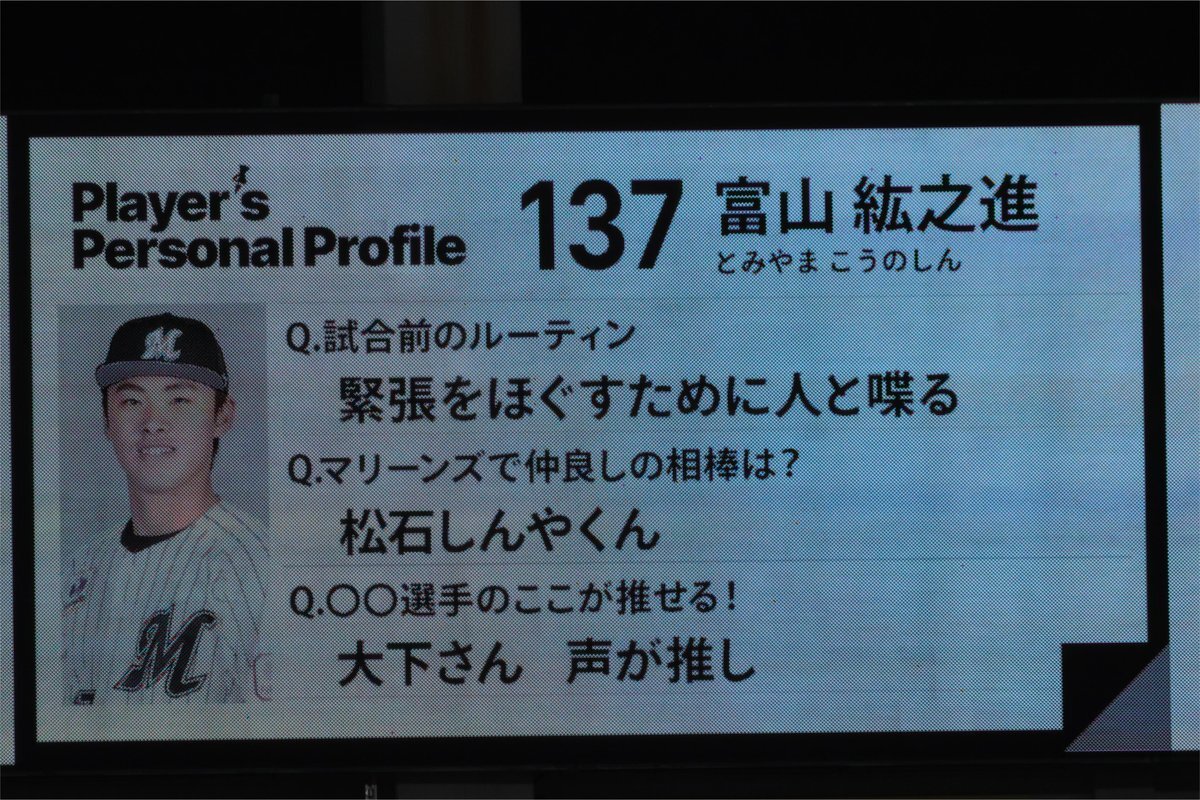 Player's
Personal Profile
137 富山 紘之進
とみやま こうのしん
Q.試合前のルーティン
緊張をほぐすために人と喋る
Q.マリーンズで仲良しの相棒は?
松石しんやくん
Q.〇〇選手のここが推せる!
大下さん 声が推し
M
M